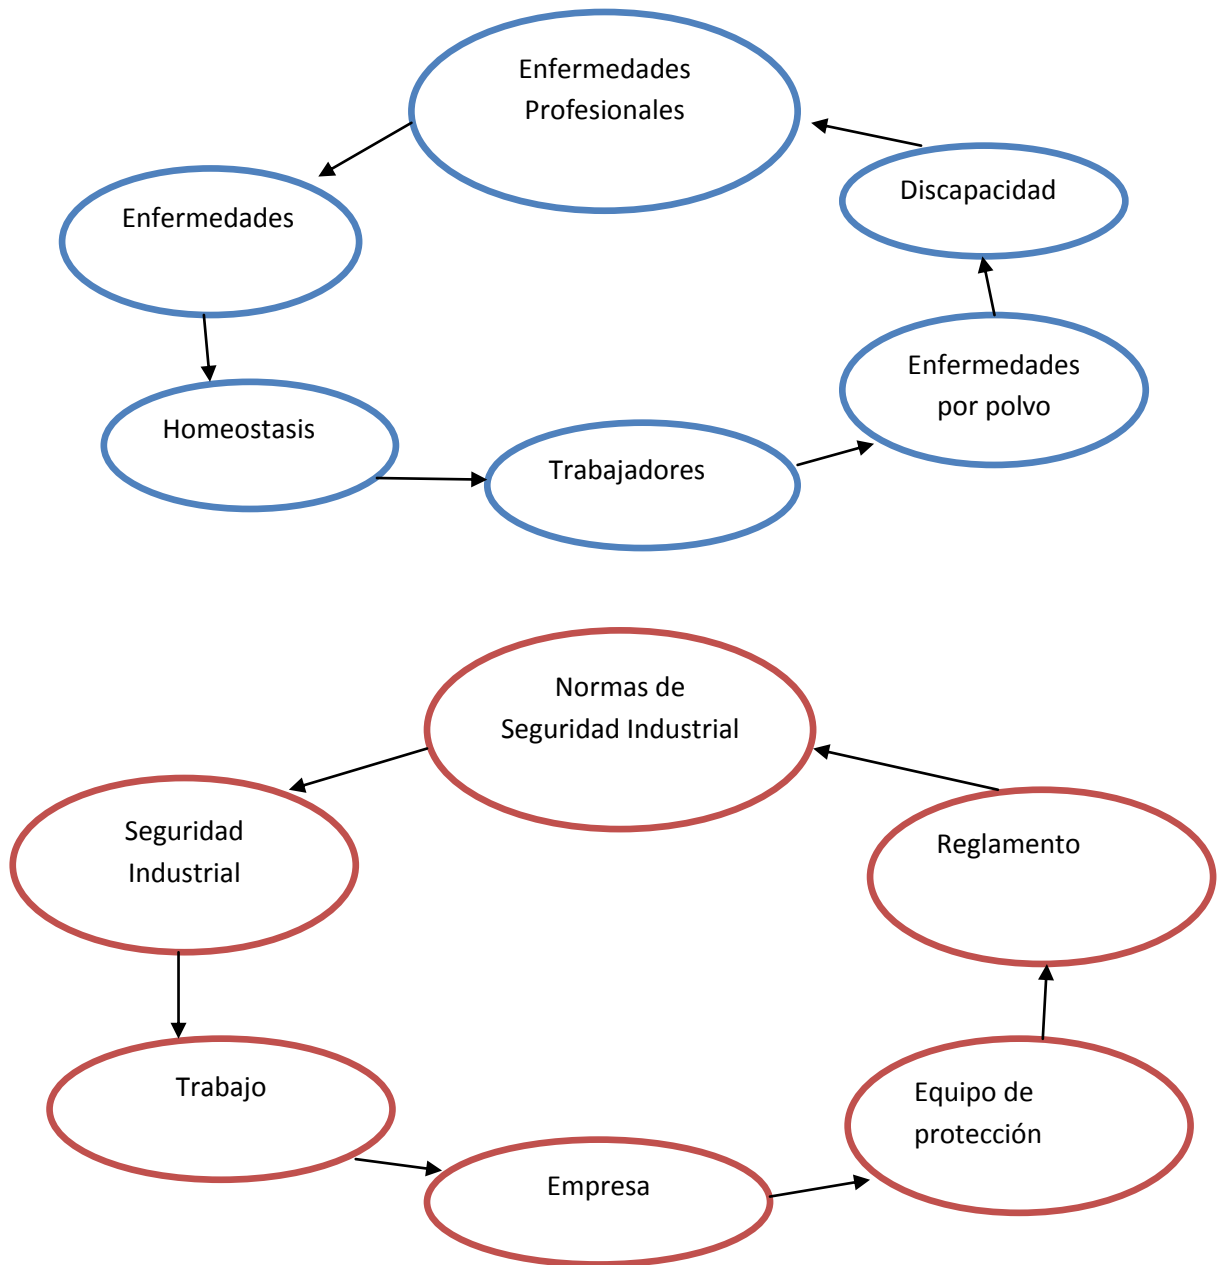 Enfermedades
Profesionales
Discapacidad
Enfermedades
Enfermedades
por polvo
Homeostasis
Trabajadores
Normas de
Seguridad Industrial
Seguridad
Industrial
Reglamento
Trabajo
Equipo de
protección
Empresa